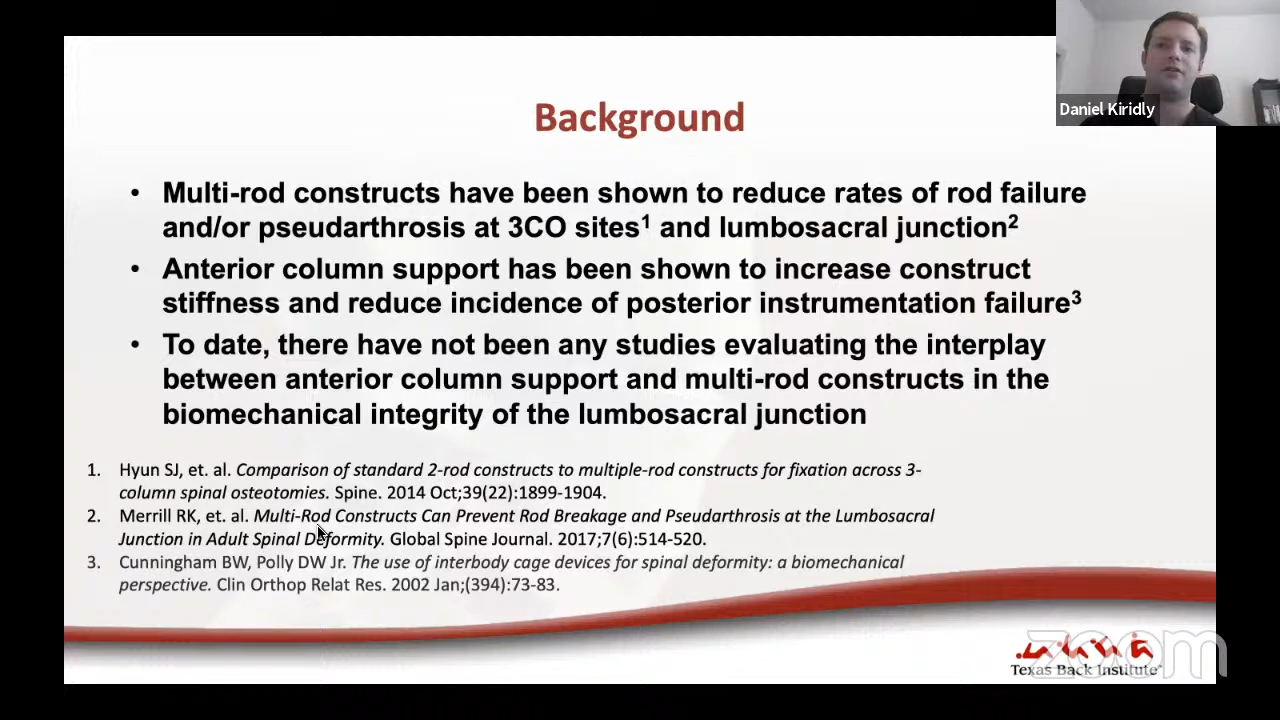 Daniel Kiridly
Background
• Multi-rod constructs have been shown to reduce rates of rod failure
and/or pseudarthrosis at 3CO sites¹ and lumbosacral junction²
• Anterior column support has been shown to increase construct
stiffness and reduce incidence of posterior instrumentation failure³
• To date, there have not been any studies evaluating the interplay
between anterior column support and multi-rod constructs in the
biomechanical integrity of the lumbosacral junction
1. Hyun SJ, et. al. Comparison of standard 2-rod constructs to multiple-rod constructs for fixation across 3-
column spinal osteotomies. Spine. 2014 Oct;39(22):1899-1904.
2. Merrill RK, et. al. Multi-Rod Constructs Can Prevent Rod Breakage and Pseudarthrosis at the Lumbosacral
Junction in Adult Spinal Deformity. Global Spine Journal. 2017;7(6):514-520.
3. Cunningham BW, Polly DW Jr. The use of interbody cage devices for spinal deformity: a biomechanical
perspective. Clin Orthop Relat Res. 2002 Jan;(394):73-83.
zoom
Texas Back Institute